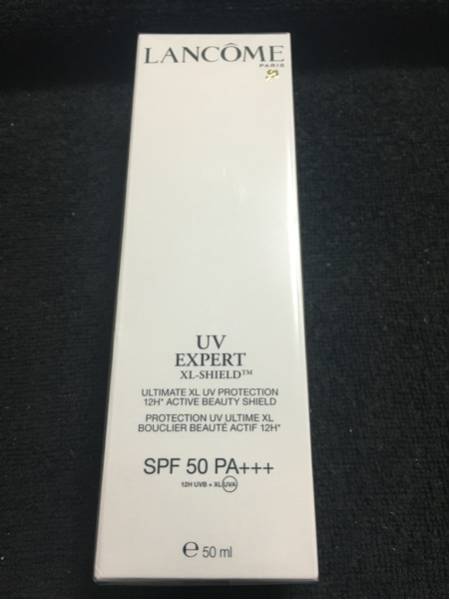 LANCÔME
PARIS
UV
EXPERT
XL-SHIELD™
ULTIMATE XL UV PROTECTION
12H* ACTIVE BEAUTY SHIELD
PROTECTION UV ULTIME XL
BOUCLIER BEAUTÉ ACTIF 12H*
SPF 50 PA+++
12H UVB + XL UVA
℮ 50 ml